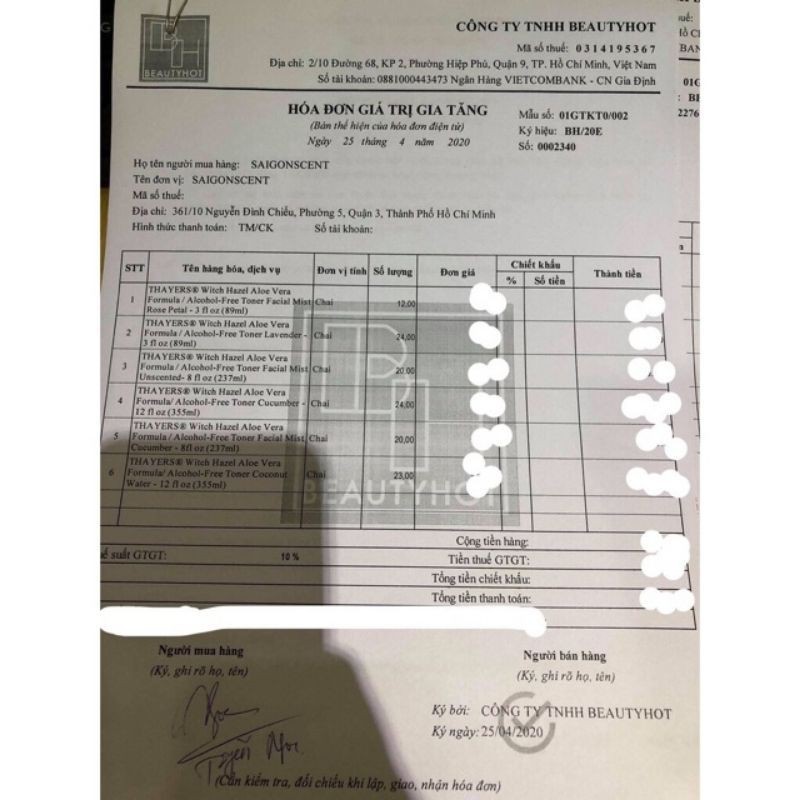 BEAUTYHOT
CÔNG TY TNHH BEAUTYHOT
Mã số thuế: 0314195367
Địa chỉ: 2/10 Đường 68, KP 2, Phường Hiệp Phú, Quận 9, TP. Hồ Chí Minh, Việt Nam
Số tài khoản: 0881000443473 Ngân Hàng VIETCOMBANK - CN Gia Định
HÓA ĐƠN GIÁ TRỊ GIA TĂNG
(Bản thể hiện của hóa đơn điện tử)
Ngày 25 tháng 4 năm 2020
Mẫu số: 01GTKT0/002
Ký hiệu: BH/20E
Số: 0002340
Họ tên người mua hàng: SAIGONSCENT
Tên đơn vị: SAIGONSCENT
Mã số thuế:
Địa chỉ: 361/10 Nguyễn Đình Chiểu, Phường 5, Quận 3, Thành Phố Hồ Chí Minh
Hình thức thanh toán: TM/CK Số tài khoản:
STT Tên hàng hóa, dịch vụ Đơn vị tính Số lượng Đơn giá Chiết khấu Thành tiền
% Số tiền
1 THAYERS® Witch Hazel Aloe Vera
Formula / Alcohol-Free Toner Facial Mist Chai 12,00
Rose Petal - 3 fl oz (89ml)
2 THAYERS® Witch Hazel Aloe Vera
Formula / Alcohol-Free Toner Lavender - Chai 24,00
3 fl oz (89ml)
3 THAYERS® Witch Hazel Aloe Vera
Formula / Alcohol-Free Toner Facial Mist Chai 20,00
Unscented- 8 fl oz (237ml)
4 THAYERS® Witch Hazel Aloe Vera
Formula/ Alcohol-Free Toner Cucumber - Chai 24,00
12 fl oz (355ml)
5 THAYERS® Witch Hazel Aloe Vera
Formula / Alcohol-Free Toner Facial Mist Chai 20,00
Cucumber - 8fl oz (237ml)
6 THAYERS® Witch Hazel Aloe Vera
Formula/ Alcohol-Free Toner Coconut Chai 23,00
Water - 12 fl oz (355ml)
BEAUTYHOT
Cộng tiền hàng:
suất GTGT: 10 % Tiền thuế GTGT:
Tổng tiền chiết khấu:
Tổng tiền thanh toán:
Người mua hàng
(Ký, ghi rõ họ, tên)
Người bán hàng
(Ký, ghi rõ họ, tên)
Ký bởi: CÔNG TY TNHH BEAUTYHOT
Ký ngày: 25/04/2020
(Cần kiểm tra, đối chiếu khi lập, giao, nhận hóa đơn)